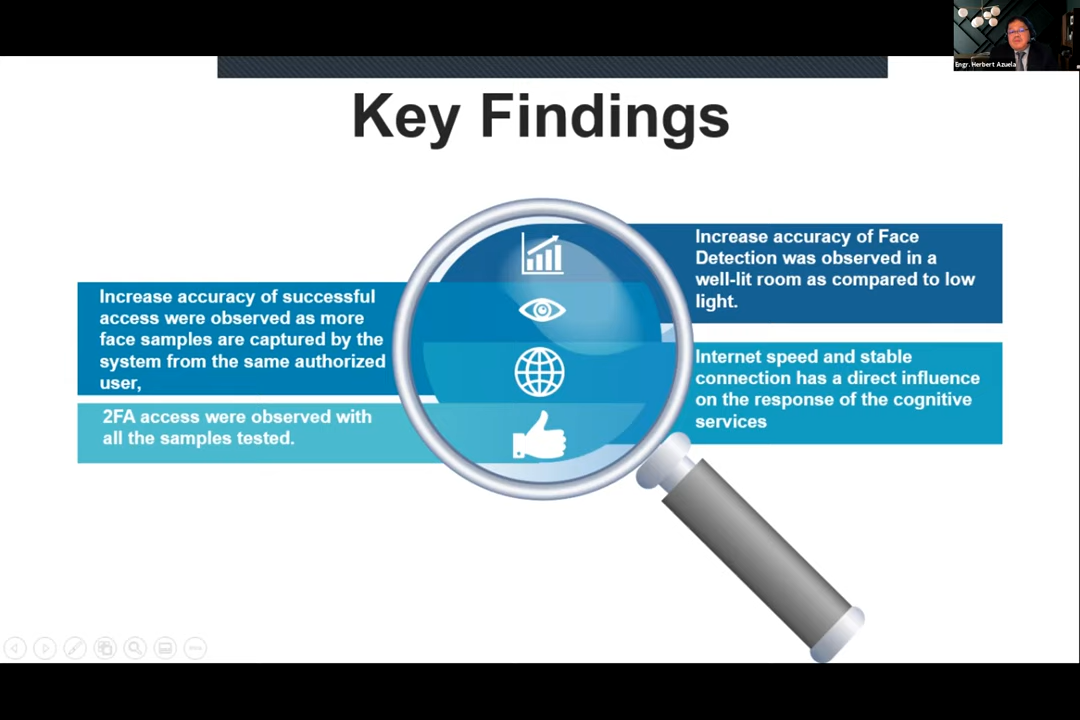 Engr. Herbert Azuela
Key Findings
Increase accuracy of Face
Detection was observed in a
well-lit room as compared to low
light.
Increase accuracy of successful
access were observed as more
face samples are captured by the
system from the same authorized
user,
Internet speed and stable
connection has a direct influence
on the response of the cognitive
services
2FA access were observed with
all the samples tested.